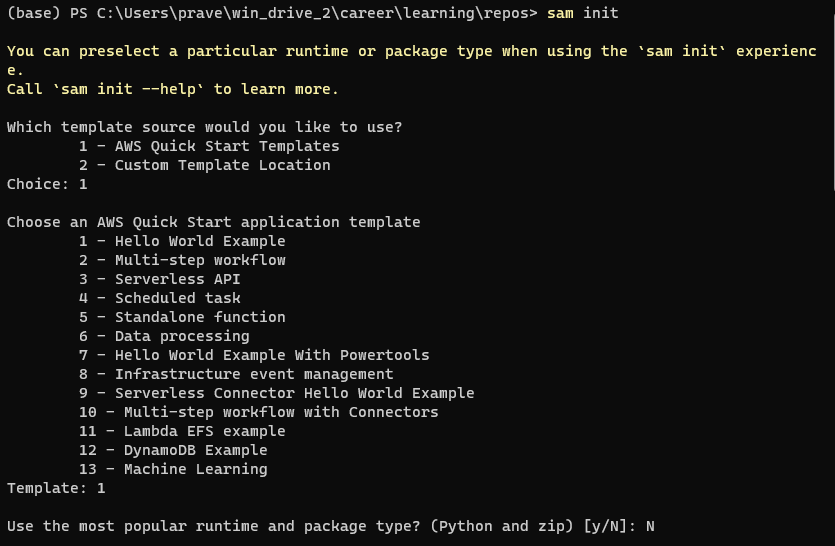 (base) PS C:\Users\prave\win_drive_2\career\learning\repos> sam init
You can preselect a particular runtime or package type when using the `sam init` experienc
e.
Call `sam init --help` to learn more.
Which template source would you like to use?
1 - AWS Quick Start Templates
2 - Custom Template Location
Choice: 1
Choose an AWS Quick Start application template
1 - Hello World Example
2 - Multi-step workflow
3 - Serverless API
4 - Scheduled task
5 - Standalone function
6 - Data processing
7 - Hello World Example With Powertools
8 - Infrastructure event management
9 - Serverless Connector Hello World Example
10 - Multi-step workflow with Connectors
11 - Lambda EFS example
12 - DynamoDB Example
13 - Machine Learning
Template: 1
Use the most popular runtime and package type? (Python and zip) [y/N]: N